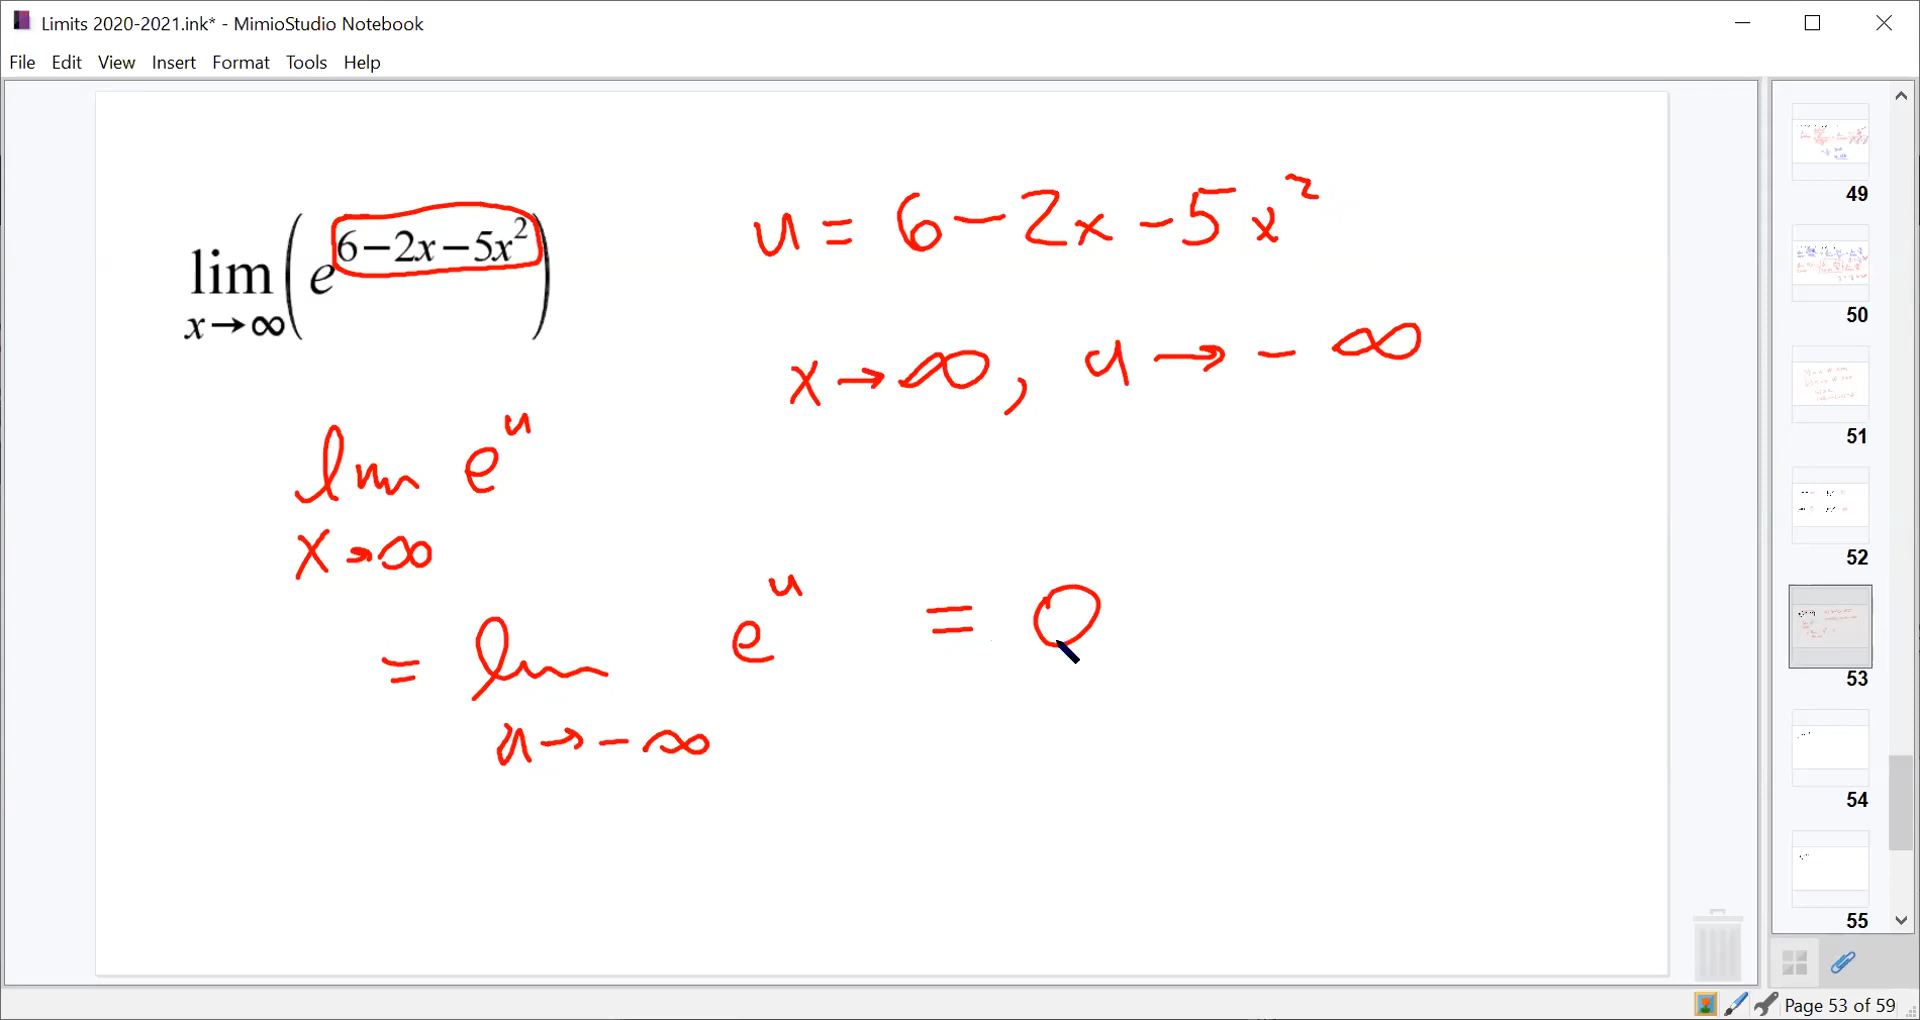 Limits 2020-2021.ink* - MimioStudio Notebook
File Edit View Insert Format Tools Help
lim x→∞ (e^(6−2x−5x²))
u = 6 − 2x − 5x²
x → ∞, u → − ∞
lim e^u
x → ∞
= lim e^u = 0
u → − ∞
49
50
51
52
53
54
55
Page 53 of 59